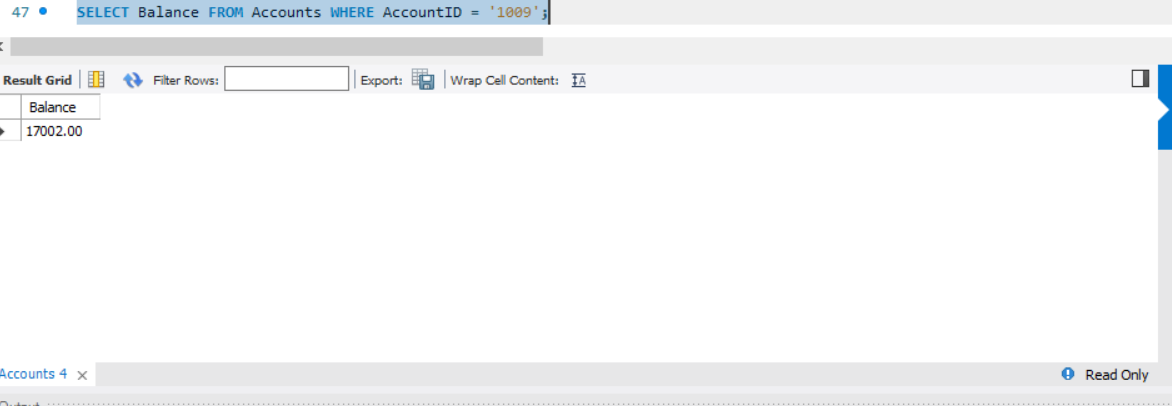 47 SELECT Balance FROM Accounts WHERE AccountID = '1009';
Result Grid Filter Rows: Export: Wrap Cell Content:
Balance
17002.00
Accounts 4 Read Only
Output